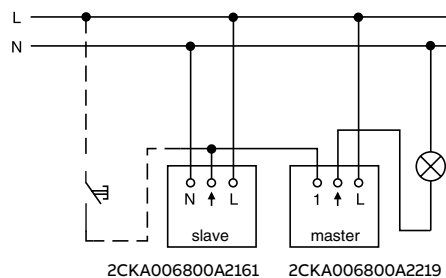 L
N
N ↑ L
1 ↑ L
slave
master
2CKA006800A2161
2CKA006800A2219